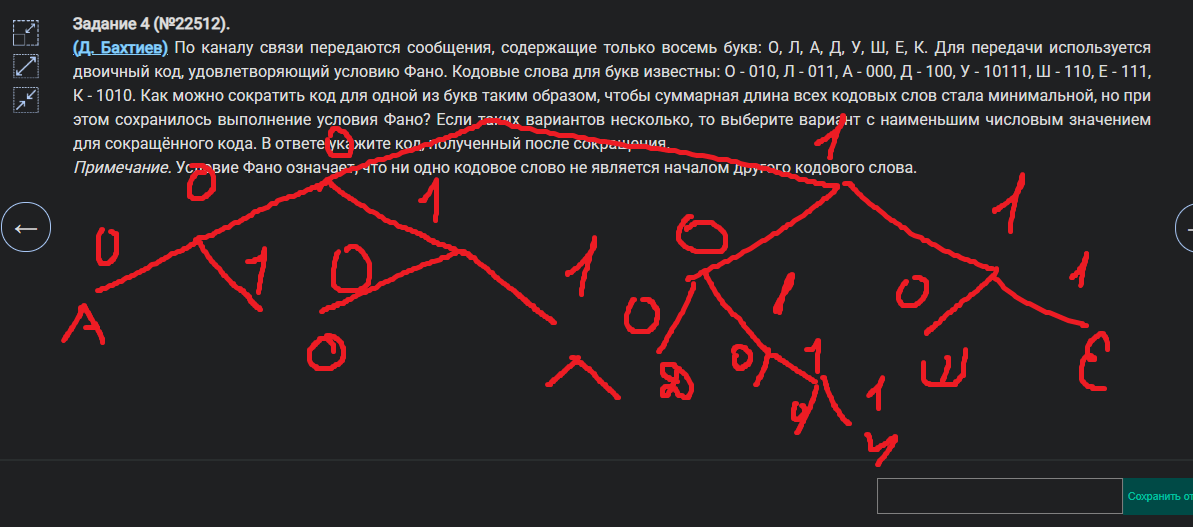 Задание 4 (№22512).
(Д. Бахтиев) По каналу связи передаются сообщения, содержащие только восемь букв: О, Л, А, Д, У, Ш, Е, К. Для передачи используется
двоичный код, удовлетворяющий условию Фано. Кодовые слова для букв известны: О - 010, Л - 011, А - 000, Д - 100, У - 10111, Ш - 110, Е - 111,
К - 1010. Как можно сократить код для одной из букв таким образом, чтобы суммарная длина всех кодовых слов стала минимальной, но при
этом сохранилось выполнение условия Фано? Если таких вариантов несколько, то выберите вариант с наименьшим числовым значением
для сокращённого кода. В ответе укажите код, полученный после сокращения.
Примечание. Условие Фано означает, что ни одно кодовое слово не является началом другого кодового слова.
0 1
0 1 0 1
0 1 0 1 0 1 0 1
А О Л Д 0 1 Ш Е
1
У
←
Сохранить от